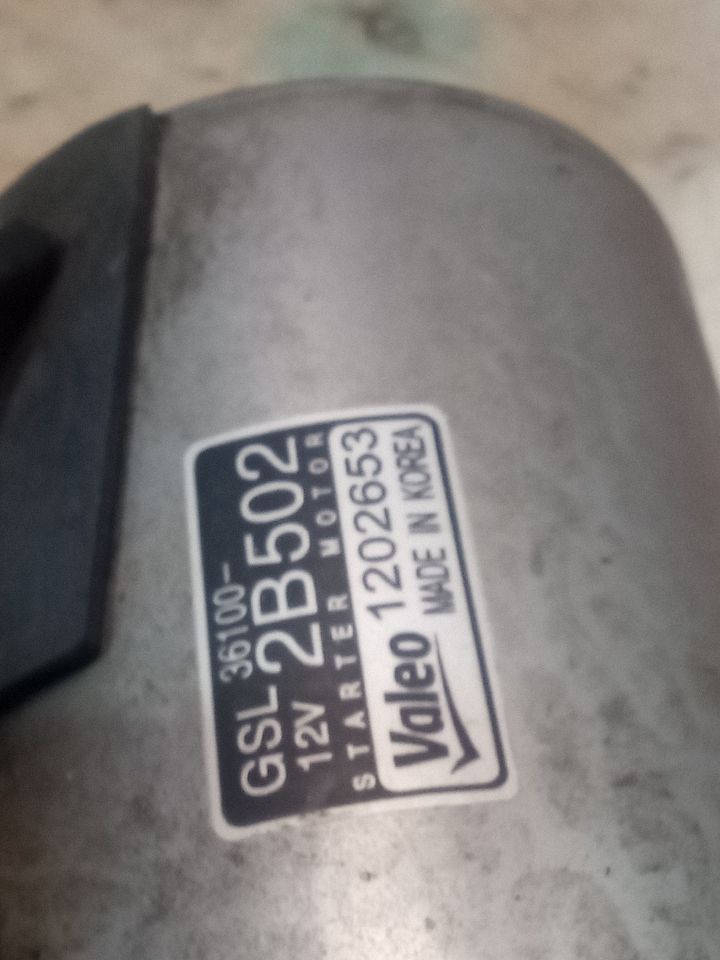 GSL 36100-
12V 2B502
STARTER MOTOR
Valeo 1202653
MADE IN KOREA